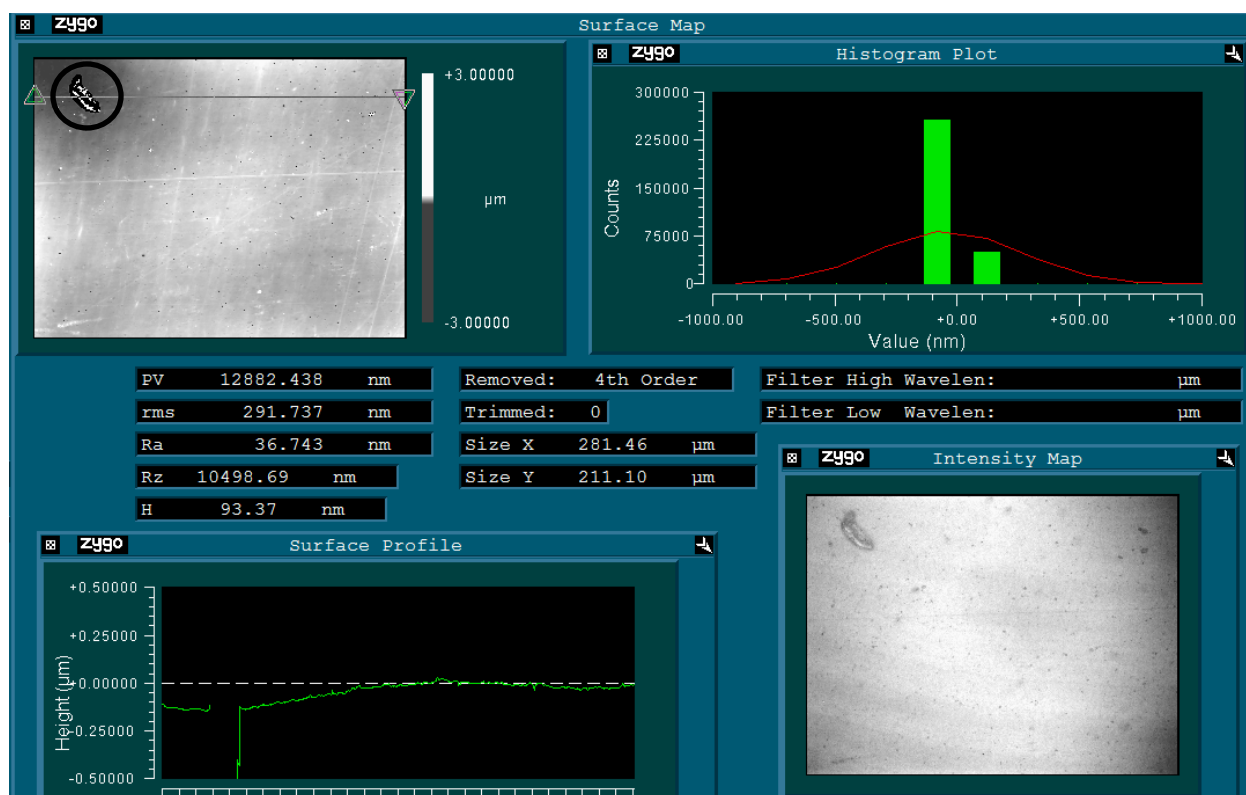 zygo Surface Map
+3.00000
µm
-3.00000
zygo Histogram Plot
300000
225000
150000
75000
0
Counts
-1000.00 -500.00 +0.00 +500.00 +1000.00
Value (nm)
PV 12882.438 nm
rms 291.737 nm
Ra 36.743 nm
Rz 10498.69 nm
H 93.37 nm
Removed: 4th Order
Trimmed: 0
Size X 281.46 µm
Size Y 211.10 µm
Filter High Wavelen: µm
Filter Low Wavelen: µm
zygo Surface Profile
+0.50000
+0.25000
+0.00000
-0.25000
-0.50000
Height (µm)
zygo Intensity Map